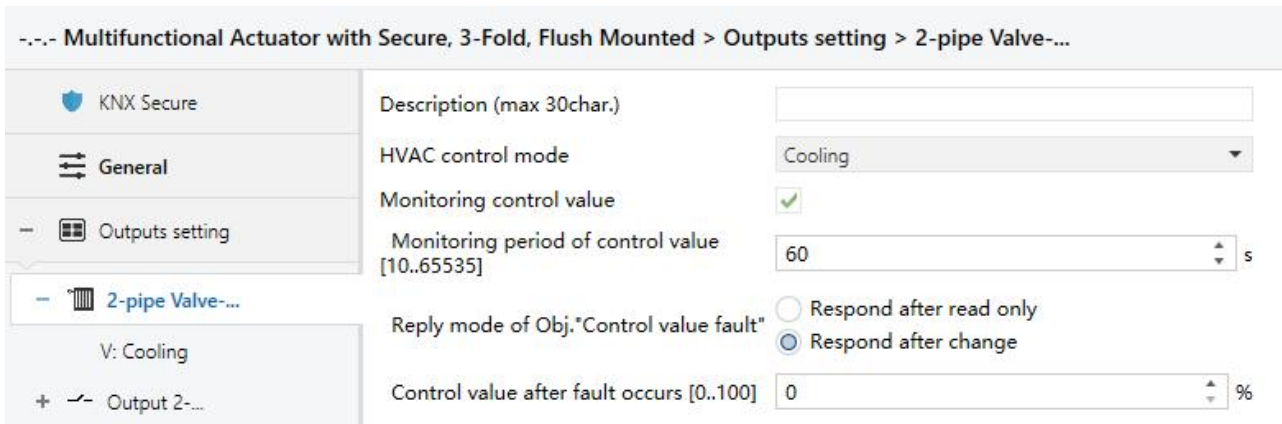 -.-.- Multifunctional Actuator with Secure, 3-Fold, Flush Mounted > Outputs setting > 2-pipe Valve-...
KNX Secure
General
Outputs setting
2-pipe Valve-...
V: Cooling
Output 2-...
Description (max 30char.)
HVAC control mode
Cooling
Monitoring control value
Monitoring period of control value
[10..65535]
60
s
Reply mode of Obj."Control value fault"
Respond after read only
Respond after change
Control value after fault occurs [0..100]
0
%